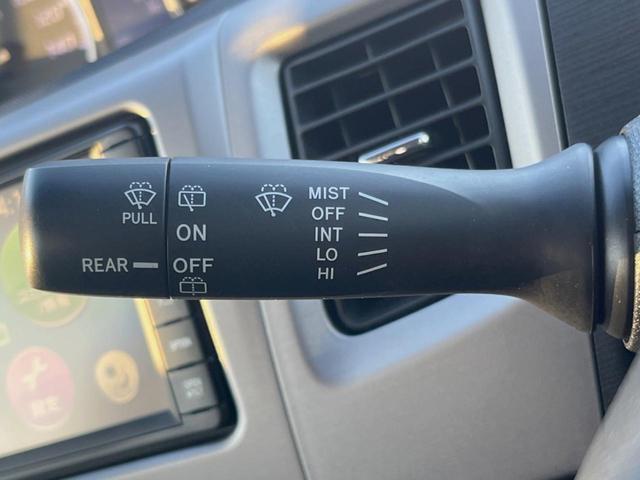 PULL
REAR
ON
OFF
MIST
OFF
INT
LO
HI